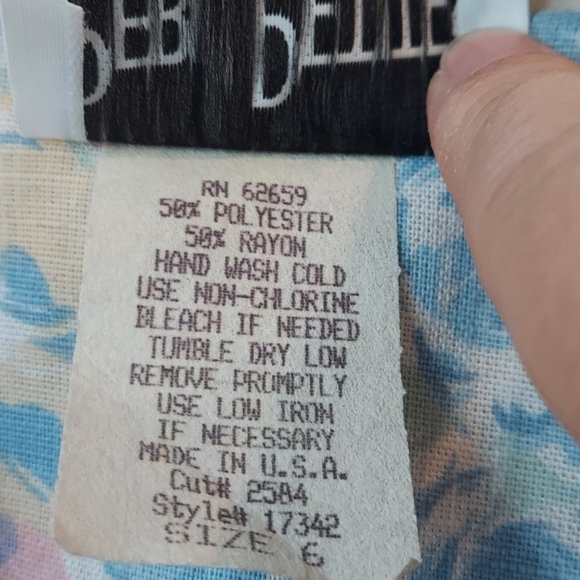 RN 62659
50% POLYESTER
50% RAYON
HAND WASH COLD
USE NON-CHLORINE
BLEACH IF NEEDED
TUMBLE DRY LOW
REMOVE PROMPTLY
USE LOW IRON
IF NECESSARY
MADE IN U.S.A.
Cut# 2584
Style# 17342
SIZE 6